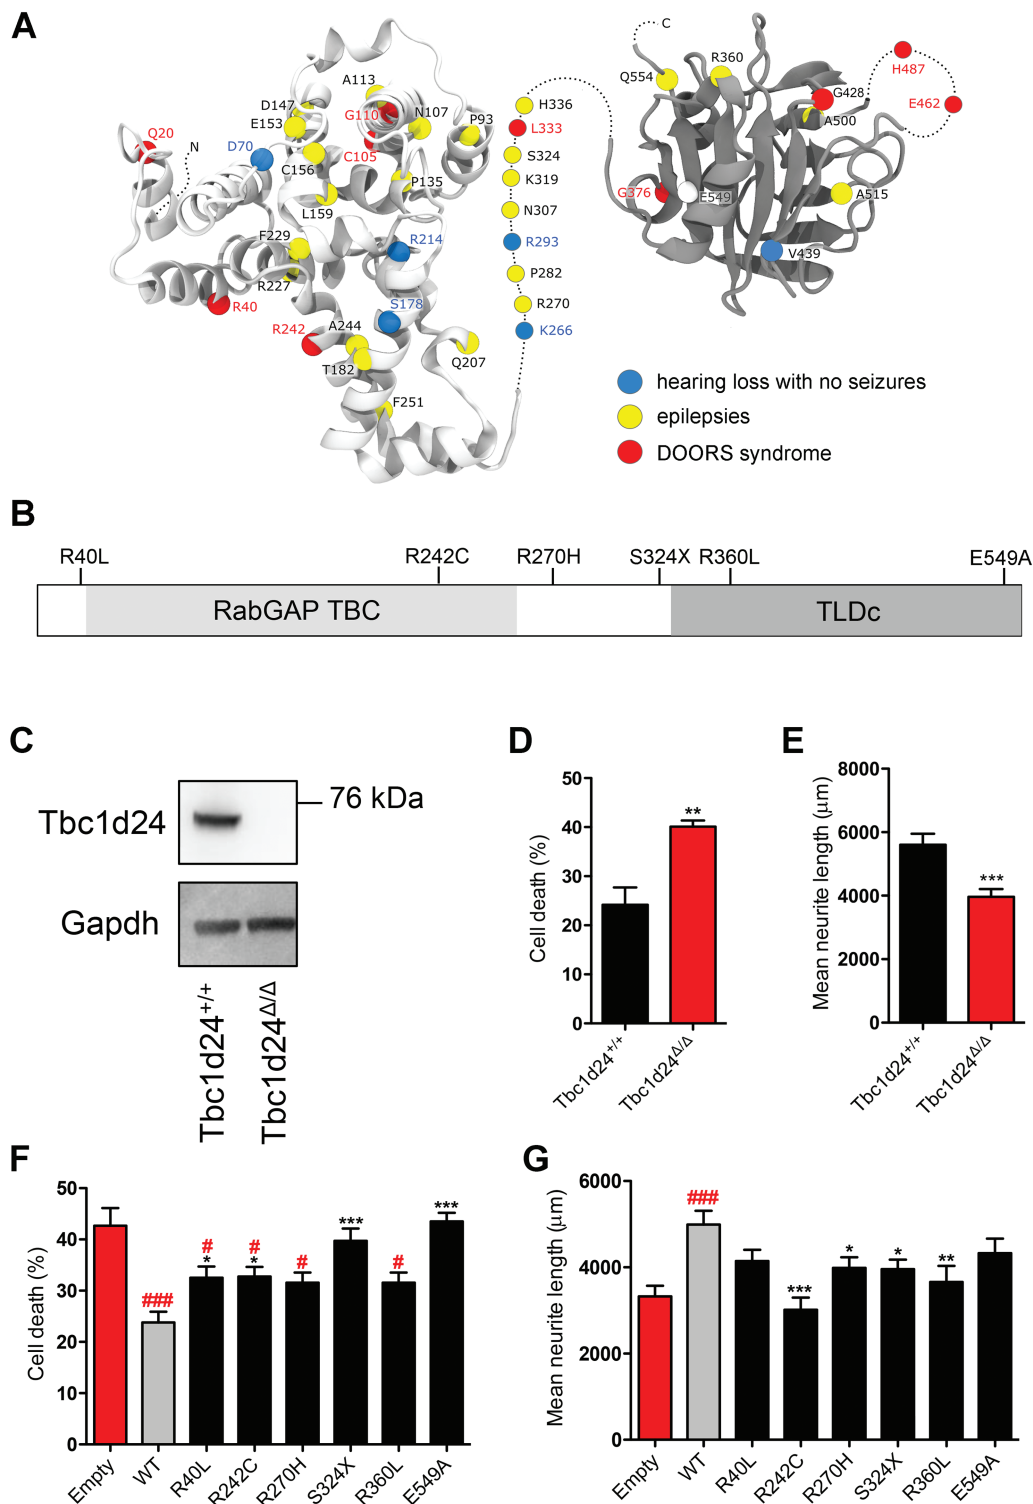 A
A113
D147
E153
G110
N107
P93
Q20
N
D70
C156
C105
P135
L159
F229
R227
R214
R40
S178
R242
A244
T182
Q207
F251
H336
L333
S324
K319
N307
R293
P282
R270
K266
C
Q554
R360
H487
G428
E462
A500
G376
E549
A515
V439
hearing loss with no seizures
epilepsies
DOORS syndrome
B
R40L R242C R270H S324X R360L E549A
RabGAP TBC TLDc
C
Tbc1d24
76 kDa
Gapdh
Tbc1d24+/+
Tbc1d24Δ/Δ
D
Cell death (%)
50
40
30
20
10
0
**
Tbc1d24+/+
Tbc1d24Δ/Δ
E
Mean neurite length (µm)
8000
6000
4000
2000
0
***
Tbc1d24+/+
Tbc1d24Δ/Δ
F
Cell death (%)
50
40
30
20
10
0
###
#
*
#
*
#
***
#
***
Empty
WT
R40L
R242C
R270H
S324X
R360L
E549A
G
Mean neurite length (µm)
6000
4000
2000
0
###
***
*
*
**
Empty
WT
R40L
R242C
R270H
S324X
R360L
E549A